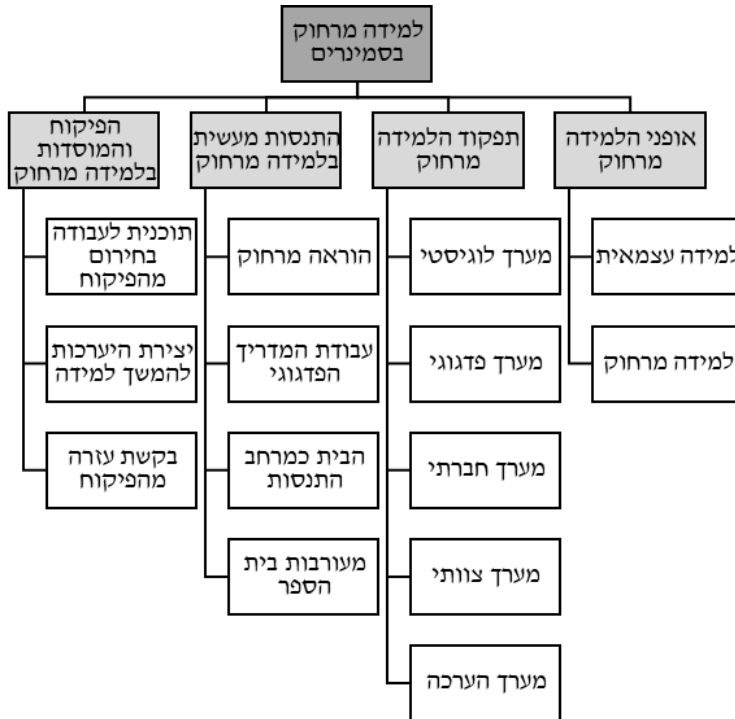 למידה מרחוק
בסמינרים
אופני הלמידה
מרחוק
למידה עצמאית
למידה מרחוק
תפקוד הלמידה
מרחוק
מערך לוגיסטי
מערך פדגוגי
מערך חברתי
מערך צוותי
מערך הערכה
התנסות מעשית
בלמידה מרחוק
הוראה מרחוק
עבודת המדריך
הפדגוגי
הבית כמרחב
התנסות
מעורבות בית
הספר
הפיקוח
והמוסדות
בלמידה מרחוק
תוכנית לעבודה
בחירום
מהפיקוח
יצירת היערכות
להמשך למידה
בקשת עזרה
מהפיקוח